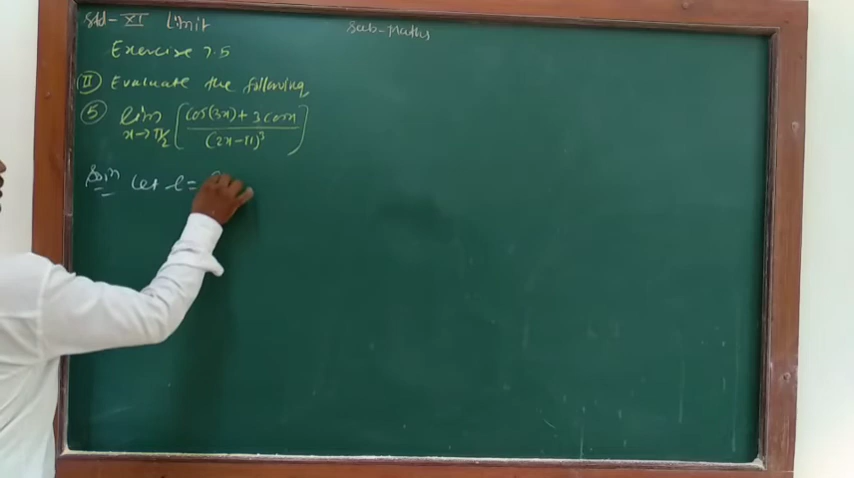 Std - XI Limit
Sub - Maths
Exercise 7.5
II Evaluate the following
5 lim x→π/2 [cos(3x) + 3 cosx / (2x-π)^3]
Soln Let l =